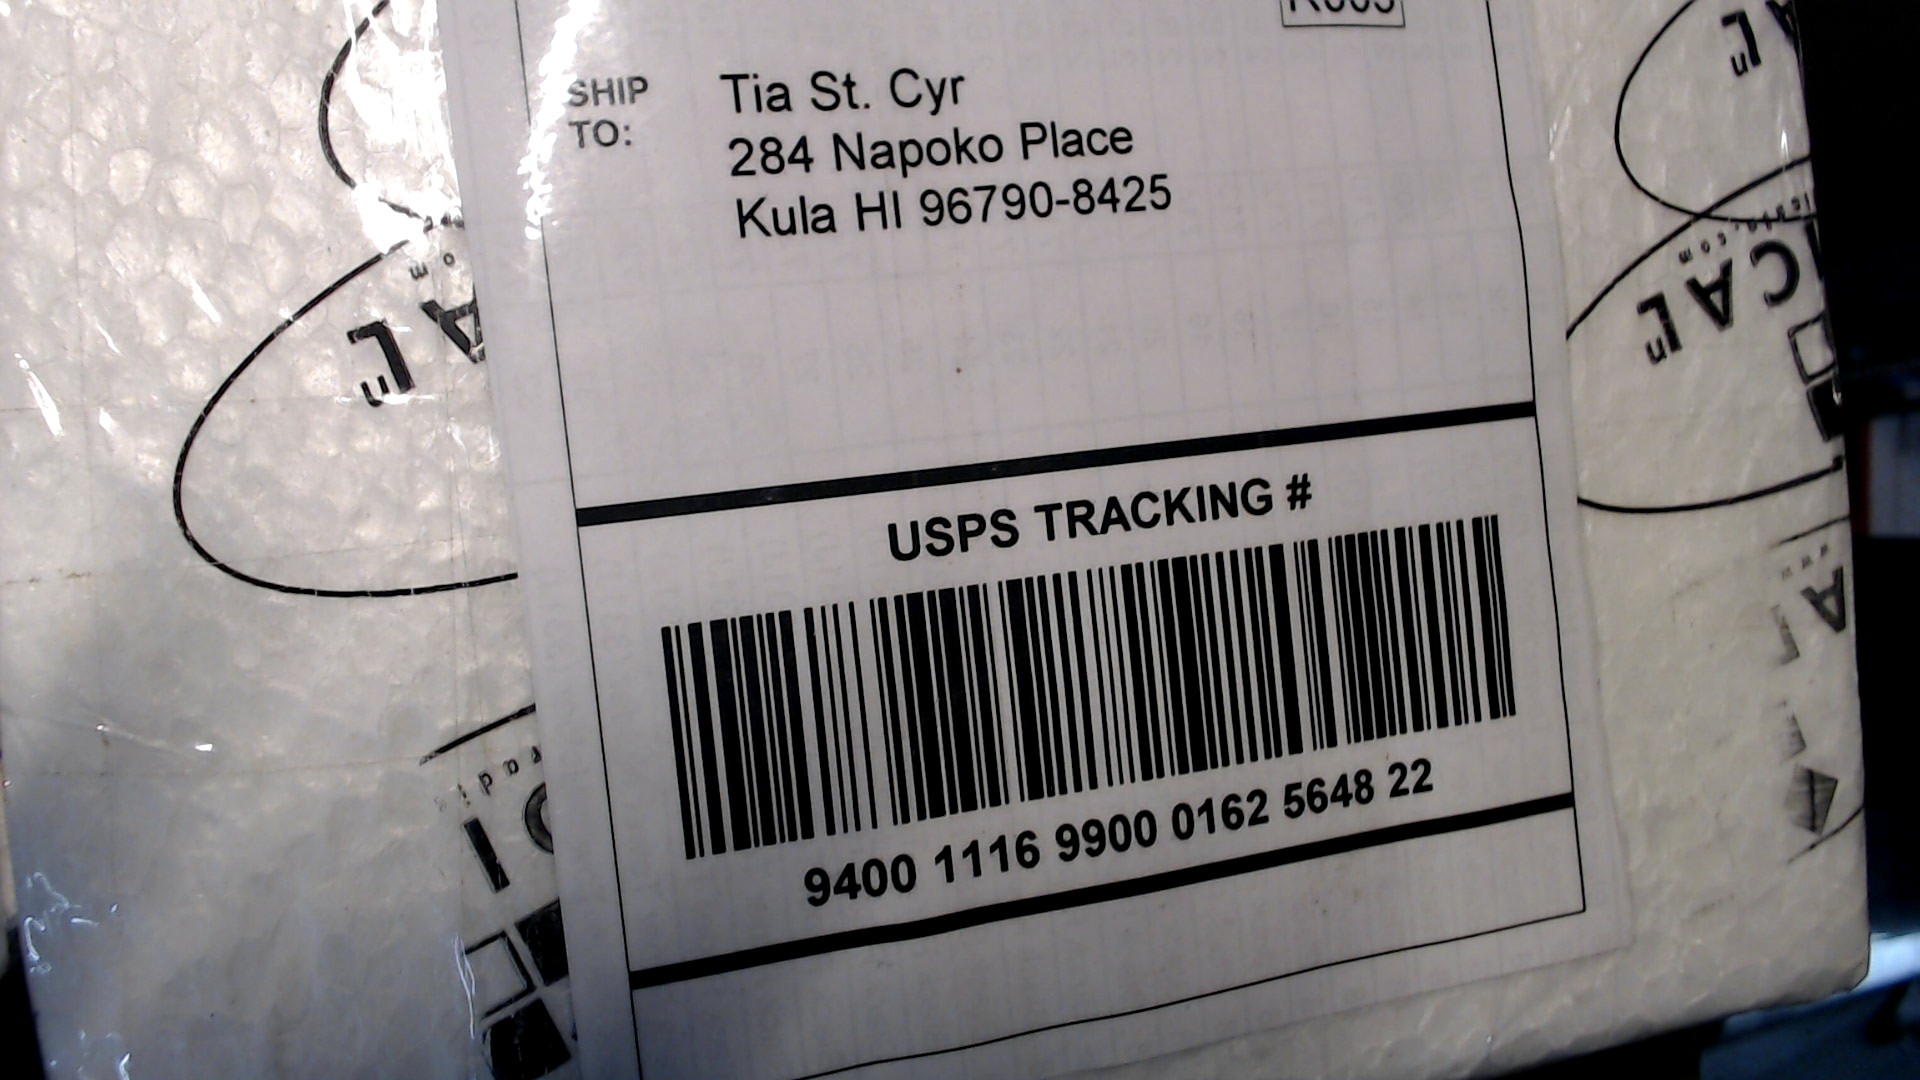 SHIP
TO:
Tia St. Cyr
284 Napoko Place
Kula HI 96790-8425
USPS TRACKING #
9400 1116 9900 0162 5648 22
ICAL